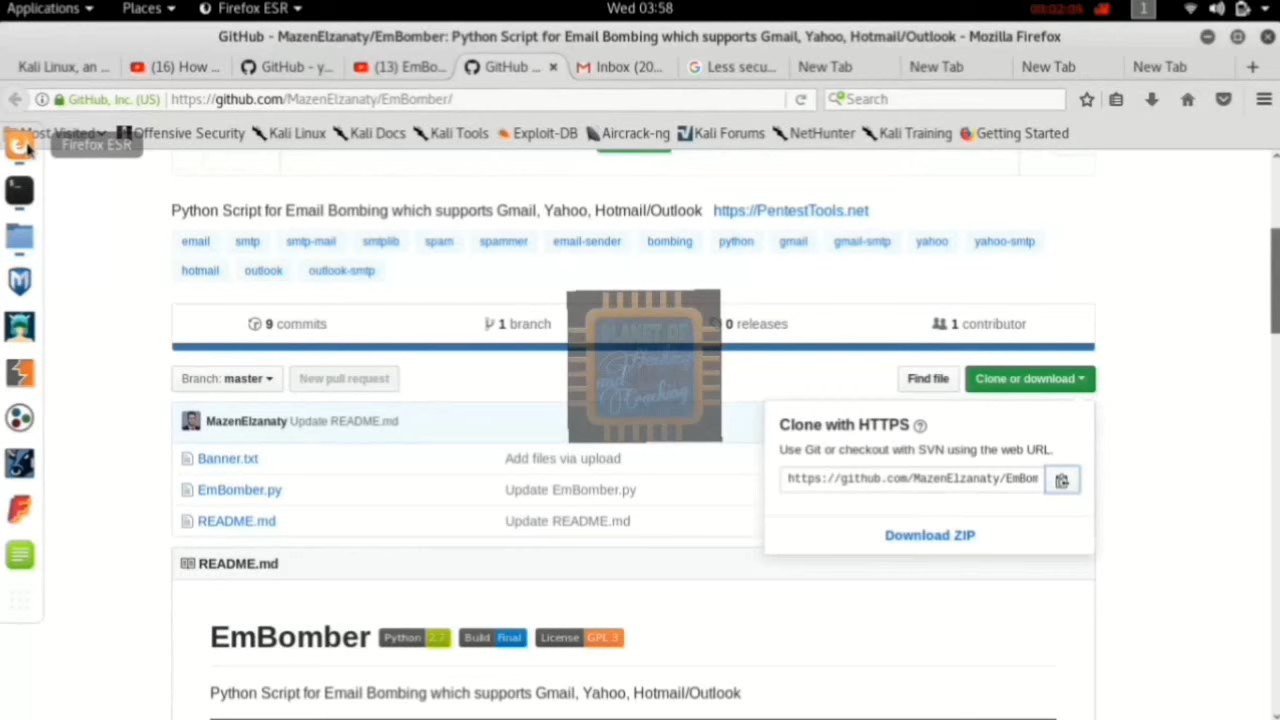 Applications Places Firefox ESR Wed 03:58 1
GitHub - MazenElzanaty/EmBomber: Python Script for Email Bombing which supports Gmail, Yahoo, Hotmail/Outlook - Mozilla Firefox
Kali Linux, an ... (16) How ... GitHub - y... (13) EmBo... GitHub ... Inbox (20... Less secu... New Tab New Tab New Tab New Tab
GitHub, Inc. (US) https://github.com/MazenElzanaty/EmBomber/ Search
Most Visited Offensive Security Kali Linux Kali Docs Kali Tools Exploit-DB Aircrack-ng Kali Forums NetHunter Kali Training Getting Started
Firefox ESR
Python Script for Email Bombing which supports Gmail, Yahoo, Hotmail/Outlook https://PentestTools.net
email smtp smtp-mail smtplib spam spammer email-sender bombing python gmail gmail-smtp yahoo yahoo-smtp
hotmail outlook outlook-smtp
9 commits 1 branch 0 releases 1 contributor
PLANET OF
Hacking
and
Tracking
Branch: master New pull request Find file Clone or download
MazenElzanaty Update README.md
Clone with HTTPS
Use Git or checkout with SVN using the web URL.
https://github.com/MazenElzanaty/EmBom
Download ZIP
Banner.txt Add files via upload
EmBomber.py Update EmBomber.py
README.md Update README.md
README.md
EmBomber Python 2.7 Build Final License GPL 3
Python Script for Email Bombing which supports Gmail, Yahoo, Hotmail/Outlook